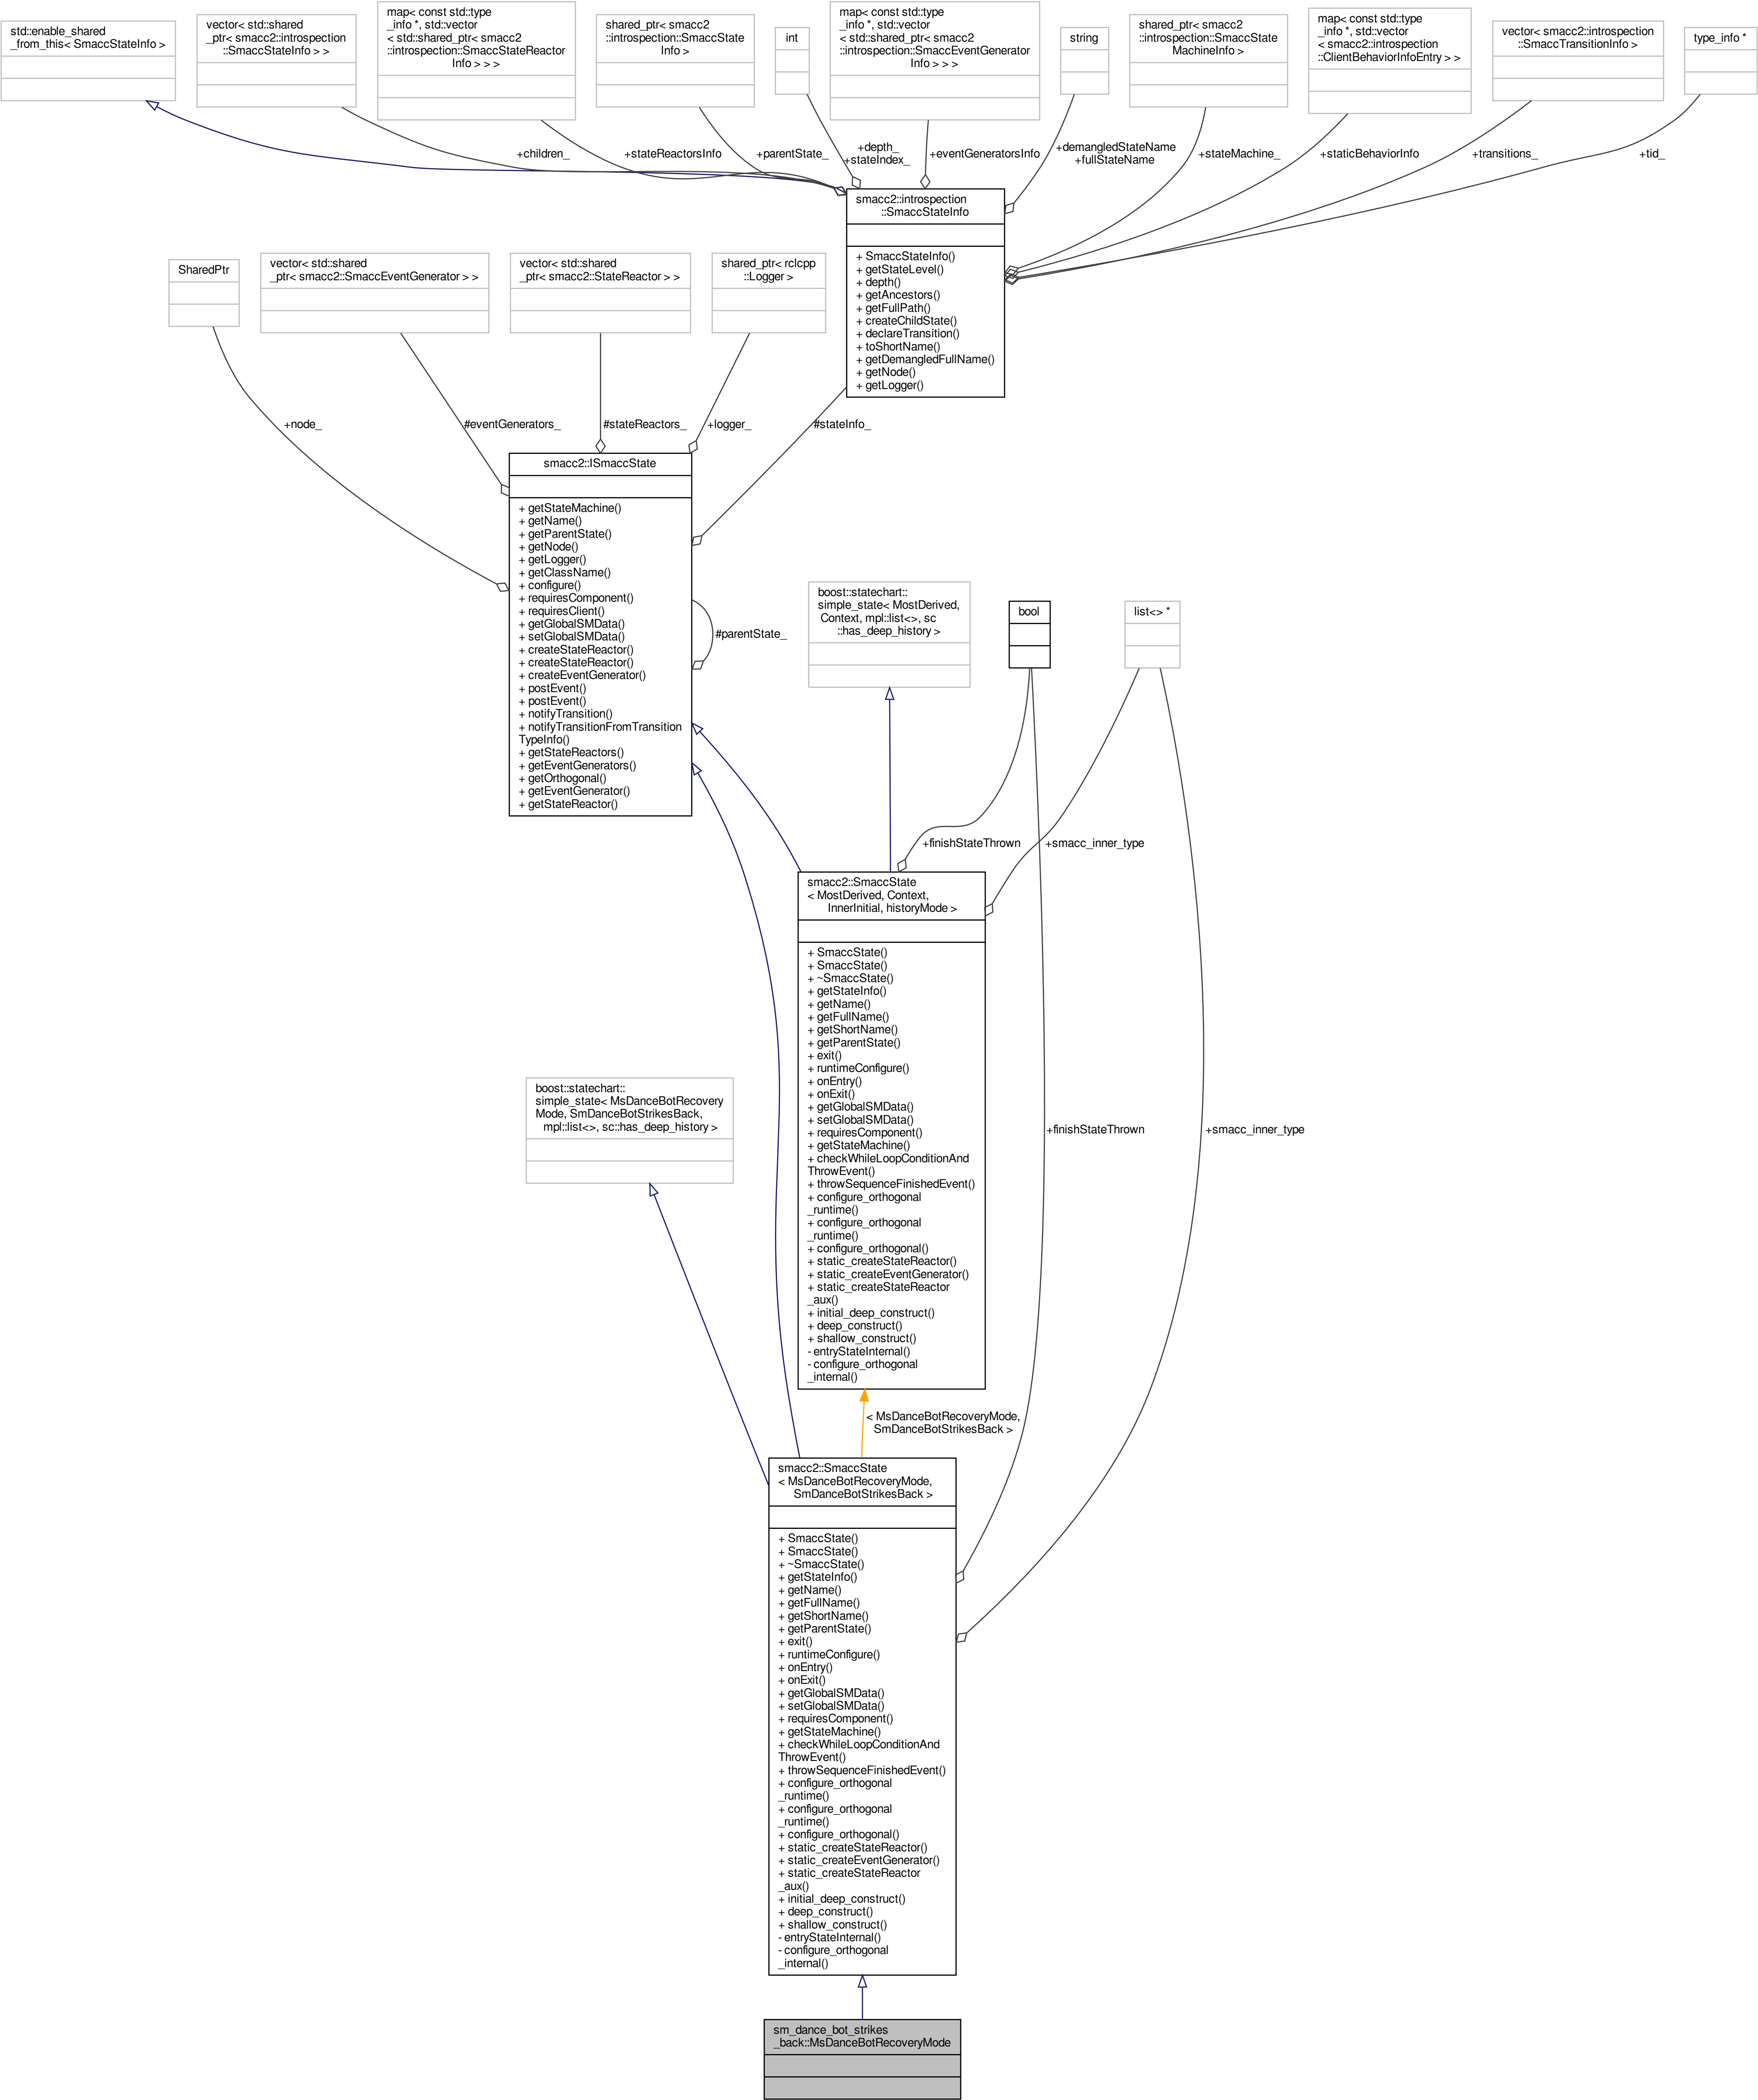 std::enable_shared
_from_this< SmaccStateInfo >
vector< std::shared
_ptr< smacc2::introspection
::SmaccStateInfo > >
map< const std::type
_info *, std::vector
< std::shared_ptr< smacc2
::introspection::SmaccStateReactor
Info > > >
shared_ptr< smacc2
::introspection::SmaccState
Info >
int
map< const std::type
_info *, std::vector
< std::shared_ptr< smacc2
::introspection::SmaccEventGenerator
Info > > >
string
shared_ptr< smacc2
::introspection::SmaccState
MachineInfo >
map< const std::type
_info *, std::vector
< smacc2::introspection
::ClientBehaviorInfoEntry > >
vector< smacc2::introspection
::SmaccTransitionInfo >
type_info *
+children_
+stateReactorsInfo
+parentState_
+depth_
+stateIndex_
+eventGeneratorsInfo
+demangledStateName
+fullStateName
+stateMachine_
+staticBehaviorInfo
+transitions_
+tid_
smacc2::introspection
::SmaccStateInfo
+ SmaccStateInfo()
+ getStateLevel()
+ depth()
+ getAncestors()
+ getFullPath()
+ createChildState()
+ declareTransition()
+ toShortName()
+ getDemangledFullName()
+ getNode()
+ getLogger()
SharedPtr
vector< std::shared
_ptr< smacc2::SmaccEventGenerator > >
vector< std::shared
_ptr< smacc2::StateReactor > >
shared_ptr< rclcpp
::Logger >
+node_
#eventGenerators_
#stateReactors_
+logger_
#stateInfo_
smacc2::ISmaccState
+ getStateMachine()
+ getName()
+ getParentState()
+ getNode()
+ getLogger()
+ getClassName()
+ configure()
+ requiresComponent()
+ requiresClient()
+ getGlobalSMData()
+ setGlobalSMData()
+ createStateReactor()
+ createStateReactor()
+ createEventGenerator()
+ postEvent()
+ postEvent()
+ notifyTransition()
+ notifyTransitionFromTransition
TypeInfo()
+ getStateReactors()
+ getEventGenerators()
+ getOrthogonal()
+ getEventGenerator()
+ getStateReactor()
#parentState_
boost::statechart::
simple_state< MostDerived,
Context, mpl::list<>, sc
::has_deep_history >
bool
list<> *
+finishStateThrown
+smacc_inner_type
smacc2::SmaccState
< MostDerived, Context,
InnerInitial, historyMode >
+ SmaccState()
+ SmaccState()
+ ~SmaccState()
+ getStateInfo()
+ getName()
+ getFullName()
+ getShortName()
+ getParentState()
+ exit()
+ runtimeConfigure()
+ onEntry()
+ onExit()
+ getGlobalSMData()
+ setGlobalSMData()
+ requiresComponent()
+ getStateMachine()
+ checkWhileLoopConditionAnd
ThrowEvent()
+ throwSequenceFinishedEvent()
+ configure_orthogonal
_runtime()
+ configure_orthogonal
_runtime()
+ configure_orthogonal()
+ static_createStateReactor()
+ static_createEventGenerator()
+ static_createStateReactor
_aux()
+ initial_deep_construct()
+ deep_construct()
+ shallow_construct()
- entryStateInternal()
- configure_orthogonal
_internal()
boost::statechart::
simple_state< MsDanceBotRecovery
Mode, SmDanceBotStrikesBack,
mpl::list<>, sc::has_deep_history >
+finishStateThrown
+smacc_inner_type
< MsDanceBotRecoveryMode,
SmDanceBotStrikesBack >
smacc2::SmaccState
< MsDanceBotRecoveryMode,
SmDanceBotStrikesBack >
+ SmaccState()
+ SmaccState()
+ ~SmaccState()
+ getStateInfo()
+ getName()
+ getFullName()
+ getShortName()
+ getParentState()
+ exit()
+ runtimeConfigure()
+ onEntry()
+ onExit()
+ getGlobalSMData()
+ setGlobalSMData()
+ requiresComponent()
+ getStateMachine()
+ checkWhileLoopConditionAnd
ThrowEvent()
+ throwSequenceFinishedEvent()
+ configure_orthogonal
_runtime()
+ configure_orthogonal
_runtime()
+ configure_orthogonal()
+ static_createStateReactor()
+ static_createEventGenerator()
+ static_createStateReactor
_aux()
+ initial_deep_construct()
+ deep_construct()
+ shallow_construct()
- entryStateInternal()
- configure_orthogonal
_internal()
sm_dance_bot_strikes
_back::MsDanceBotRecoveryMode